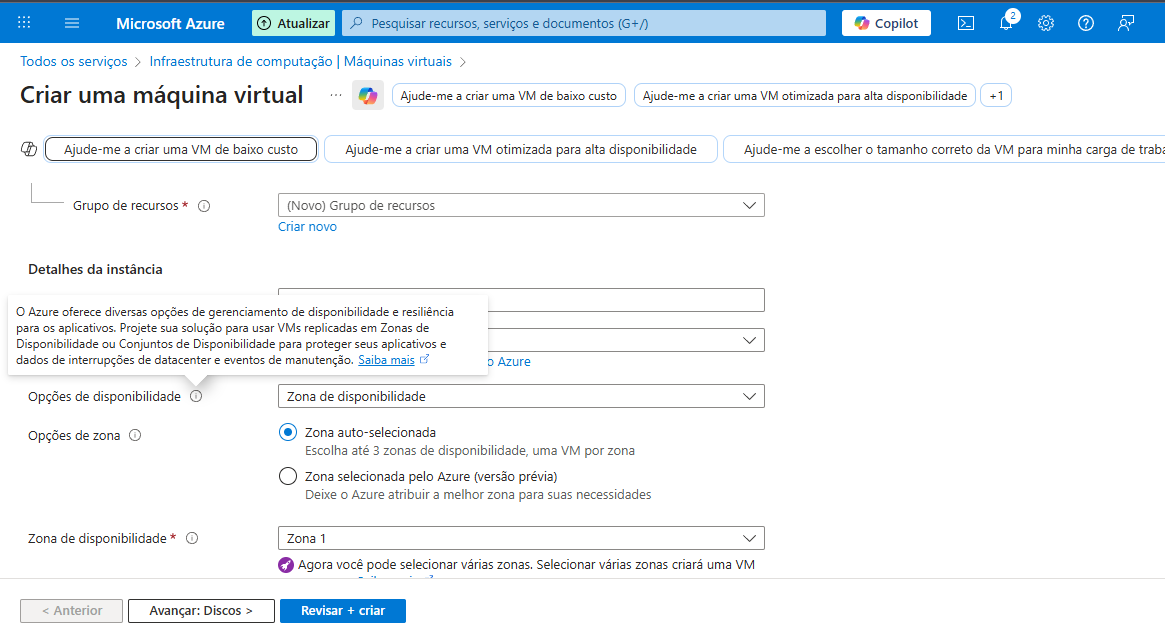 Microsoft Azure
Atualizar
Pesquisar recursos, serviços e documentos (G+/)
Copilot
2
Todos os serviços > Infraestrutura de computação | Máquinas virtuais >
Criar uma máquina virtual ...
Ajude-me a criar uma VM de baixo custo
Ajude-me a criar uma VM otimizada para alta disponibilidade
+1
Ajude-me a criar uma VM de baixo custo
Ajude-me a criar uma VM otimizada para alta disponibilidade
Ajude-me a escolher o tamanho correto da VM para minha carga de traba
Grupo de recursos *
(Novo) Grupo de recursos
Criar novo
Detalhes da instância
O Azure oferece diversas opções de gerenciamento de disponibilidade e resiliência
para os aplicativos. Projete sua solução para usar VMs replicadas em Zonas de
Disponibilidade ou Conjuntos de Disponibilidade para proteger seus aplicativos e
dados de interrupções de datacenter e eventos de manutenção. Saiba mais
o Azure
Opções de disponibilidade
Zona de disponibilidade
Opções de zona
Zona auto-selecionada
Escolha até 3 zonas de disponibilidade, uma VM por zona
Zona selecionada pelo Azure (versão prévia)
Deixe o Azure atribuir a melhor zona para suas necessidades
Zona de disponibilidade *
Zona 1
Agora você pode selecionar várias zonas. Selecionar várias zonas criará uma VM
< Anterior
Avançar: Discos >
Revisar + criar